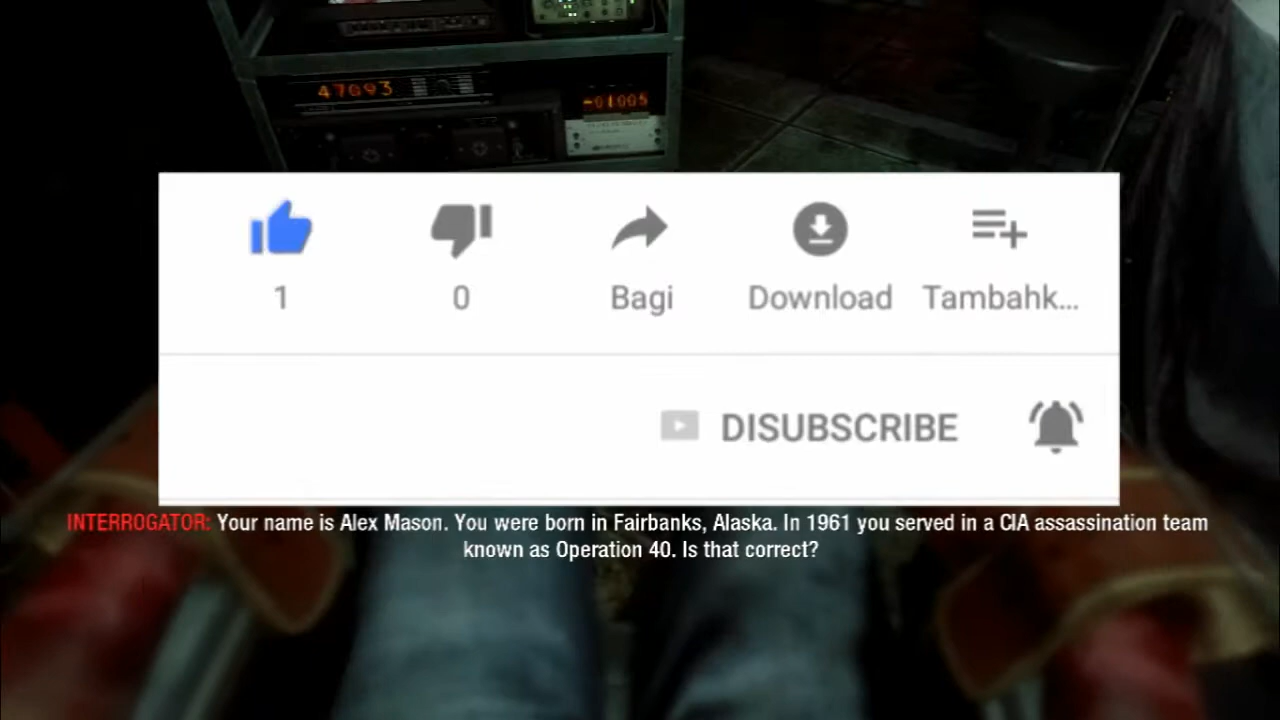 47093
-01005
1
0
Bagi
Download
Tambahk...
DISUBSCRIBE
INTERROGATOR: Your name is Alex Mason. You were born in Fairbanks, Alaska. In 1961 you served in a CIA assassination team
known as Operation 40. Is that correct?